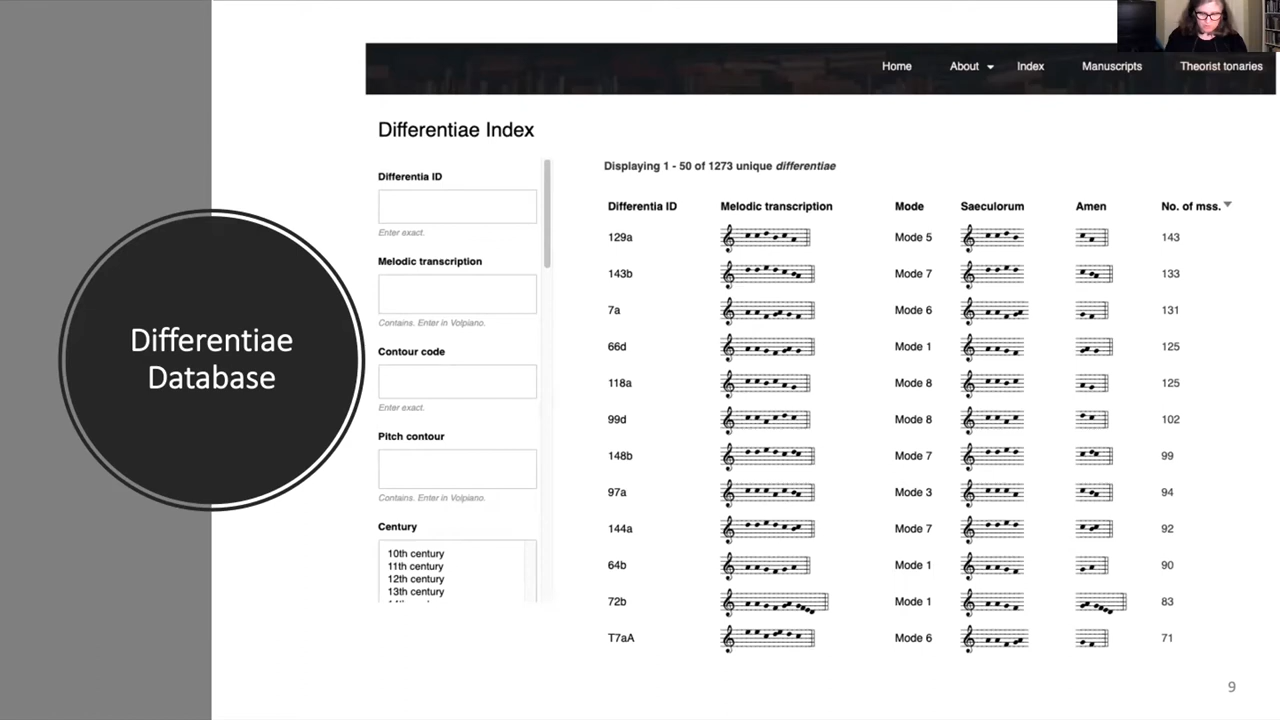 Home About Index Manuscripts Theorist tonaries
Differentiae
Database
Differentiae Index
Differentia ID
Enter exact.
Melodic transcription
Contains. Enter in Volpiano.
Contour code
Enter exact.
Pitch contour
Contains. Enter in Volpiano.
Century
10th century
11th century
12th century
13th century
Displaying 1 - 50 of 1273 unique differentiae
Differentia ID Melodic transcription Mode Saeculorum Amen No. of mss.
129a Mode 5 143
143b Mode 7 133
7a Mode 6 131
66d Mode 1 125
118a Mode 8 125
99d Mode 8 102
148b Mode 7 99
97a Mode 3 94
144a Mode 7 92
64b Mode 1 90
72b Mode 1 83
T7aA Mode 6 71
9